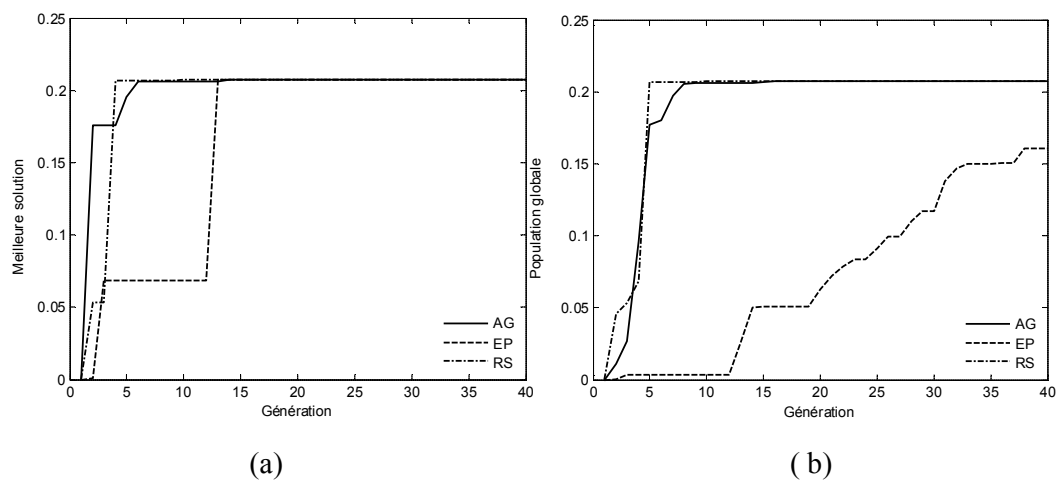 0.25
0.2
0.15
0.1
0.05
0
Meilleure solution
0 5 10 15 20 25 30 35 40
Génération
AG
EP
RS
(a)
0.25
0.2
0.15
0.1
0.05
0
Population globale
0 5 10 15 20 25 30 35 40
Génération
AG
EP
RS
( b)